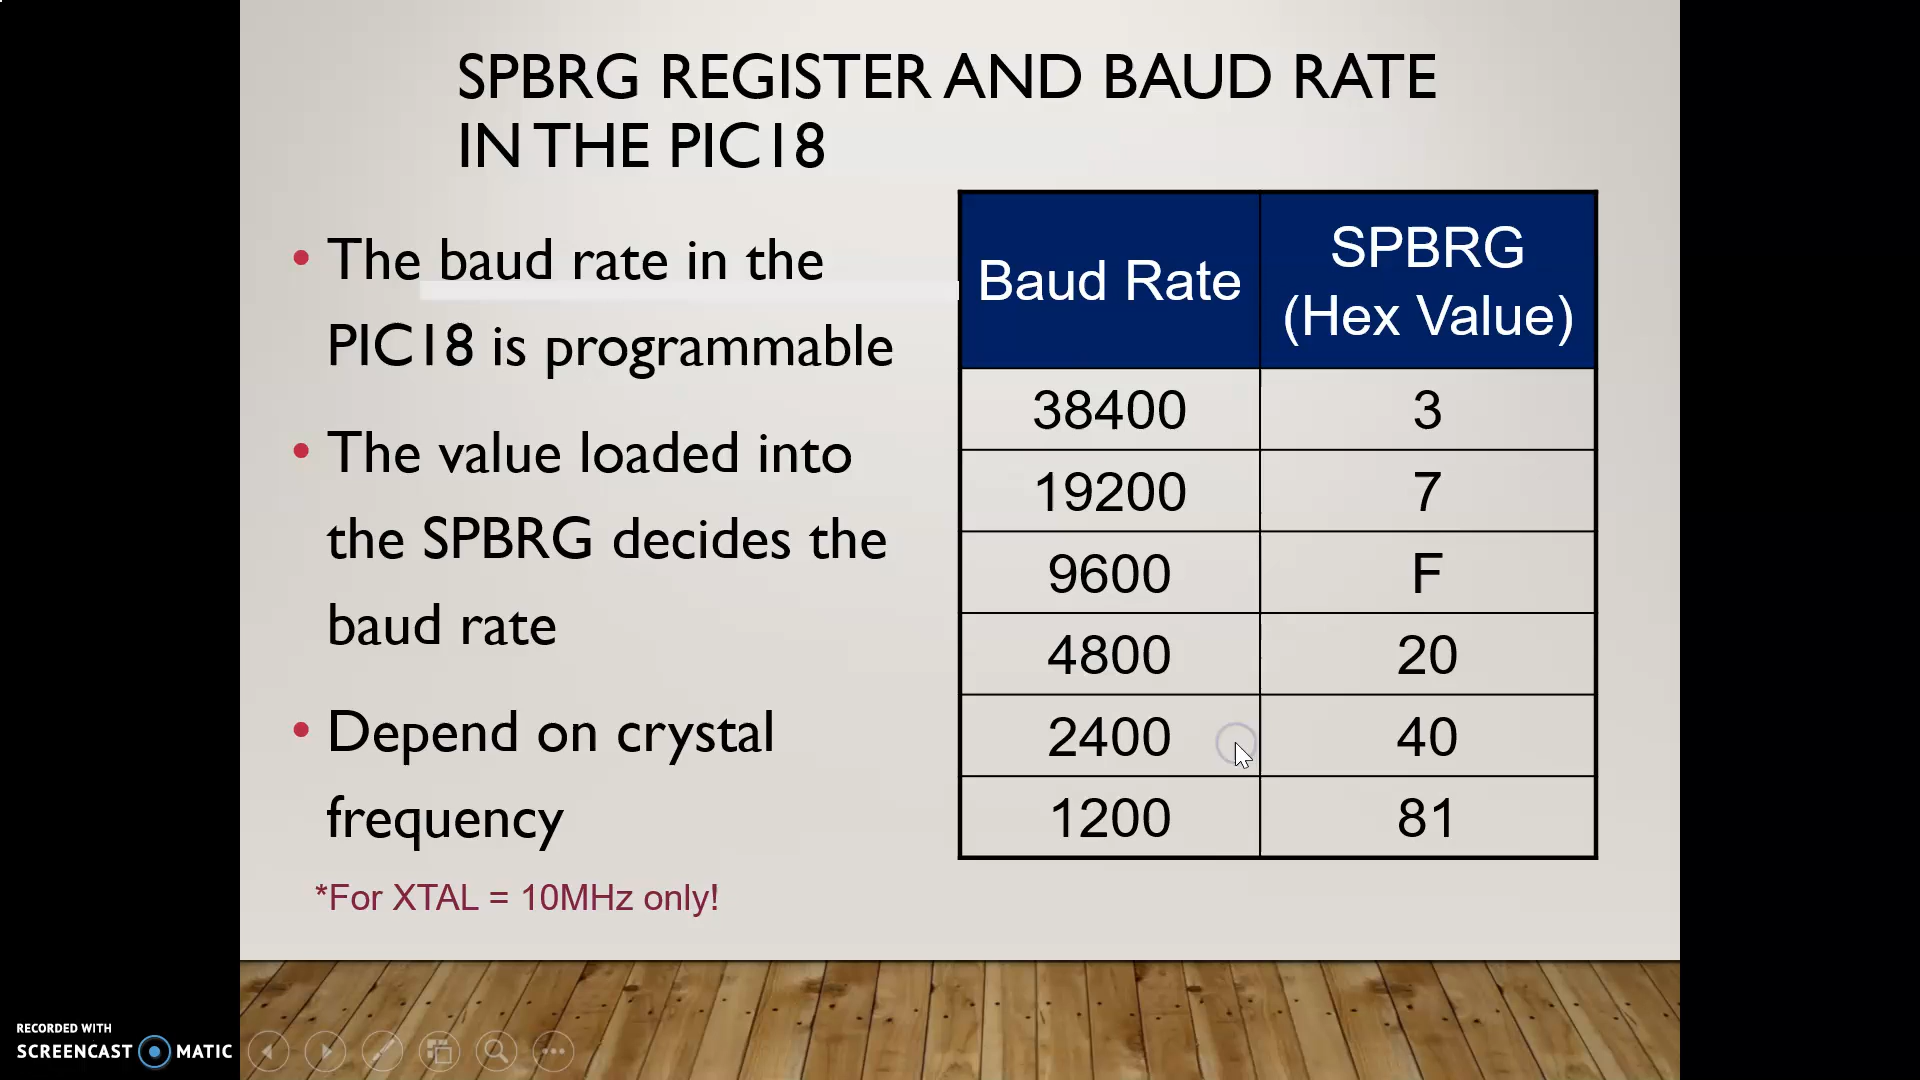 SPBRG REGISTER AND BAUD RATE
IN THE PIC18
• The baud rate in the
PIC18 is programmable
• The value loaded into
the SPBRG decides the
baud rate
• Depend on crystal
frequency
*For XTAL = 10MHz only!
Baud Rate SPBRG (Hex Value)
38400 3
19200 7
9600 F
4800 20
2400 40
1200 81
RECORDED WITH
SCREENCAST MATIC